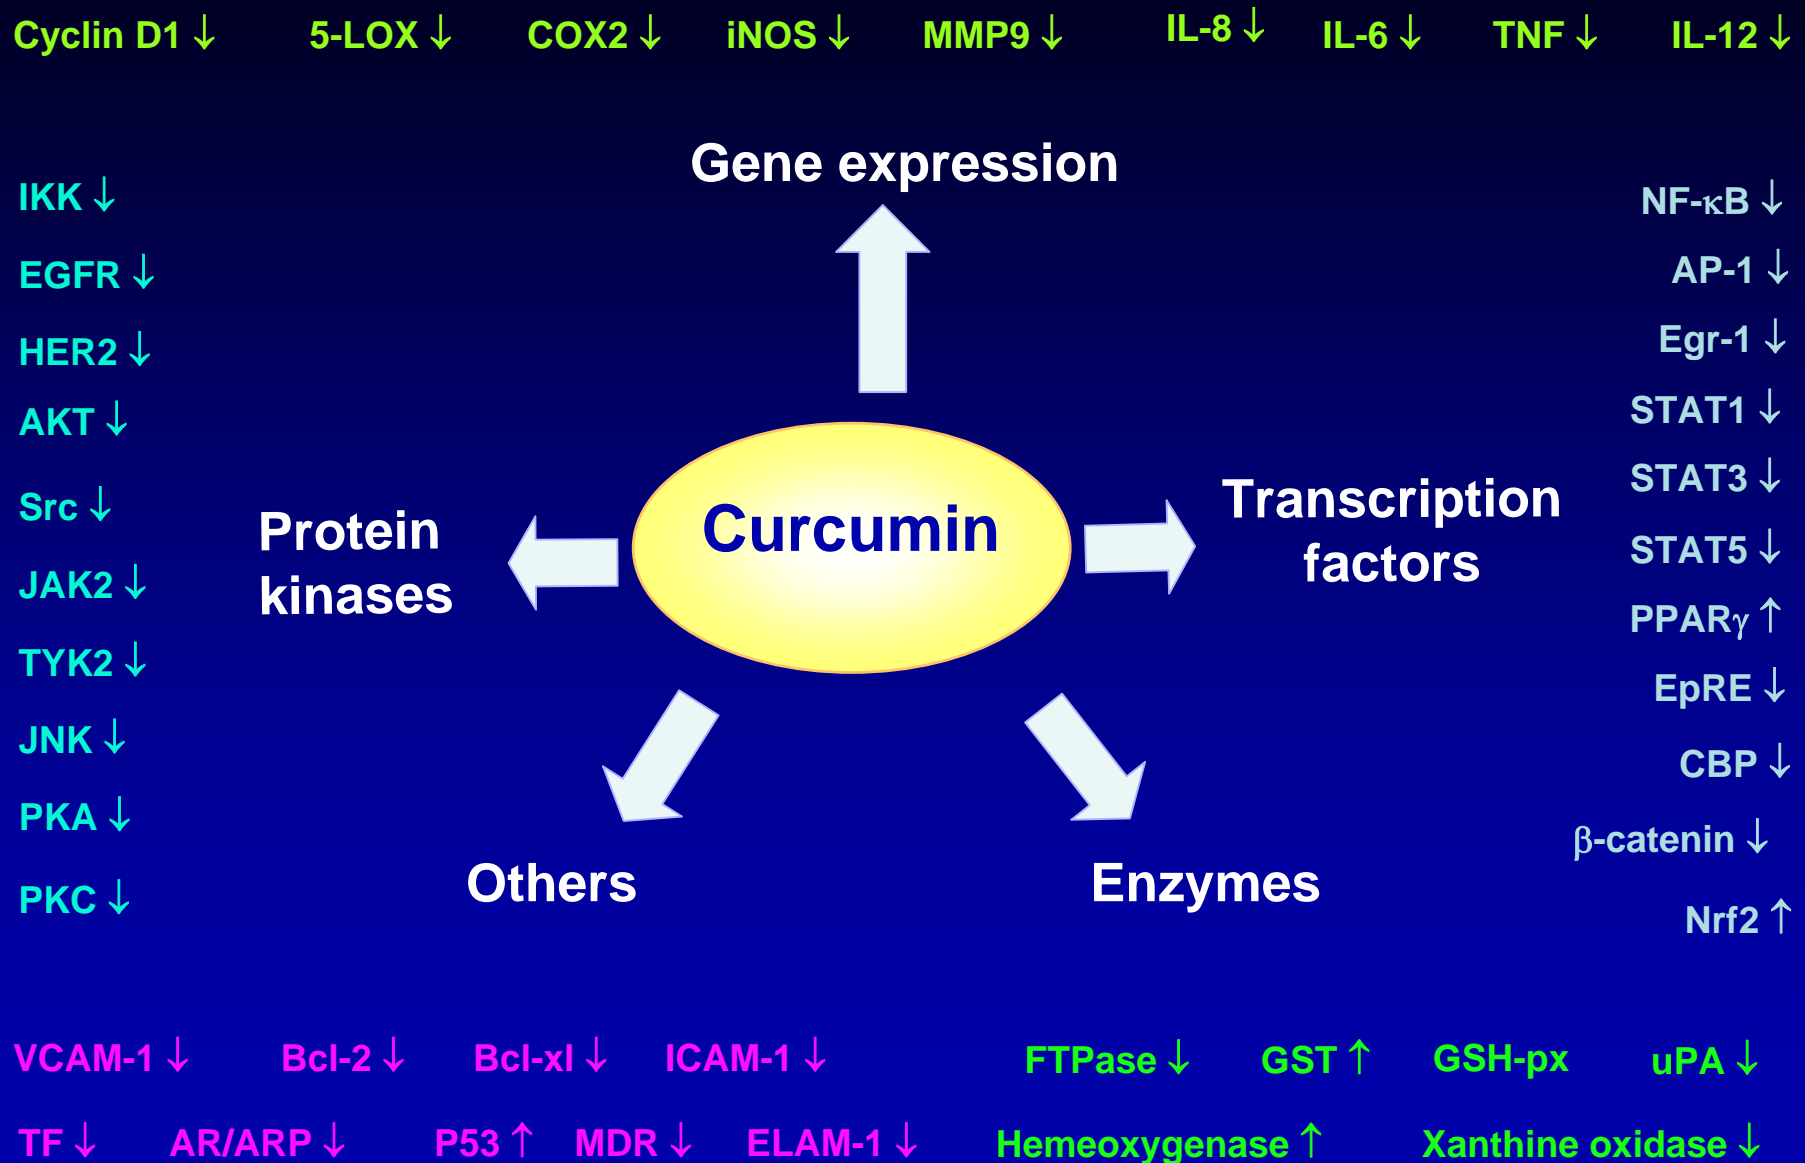 Cyclin D1 ↓ 5-LOX ↓ COX2 ↓ iNOS ↓ MMP9 ↓ IL-8 ↓ IL-6 ↓ TNF ↓ IL-12 ↓
Gene expression
IKK ↓
EGFR ↓
HER2 ↓
AKT ↓
Src ↓
JAK2 ↓
TYK2 ↓
JNK ↓
PKA ↓
PKC ↓
Protein
kinases
Curcumin
Transcription
factors
NF-κB ↓
AP-1 ↓
Egr-1 ↓
STAT1 ↓
STAT3 ↓
STAT5 ↓
PPARγ ↑
EpRE ↓
CBP ↓
β-catenin ↓
Nrf2 ↑
Others
Enzymes
VCAM-1 ↓ Bcl-2 ↓ Bcl-xl ↓ ICAM-1 ↓
TF ↓ AR/ARP ↓ P53 ↑ MDR ↓ ELAM-1 ↓
FTPase ↓ GST ↑ GSH-px uPA ↓
Hemeoxygenase ↑ Xanthine oxidase ↓